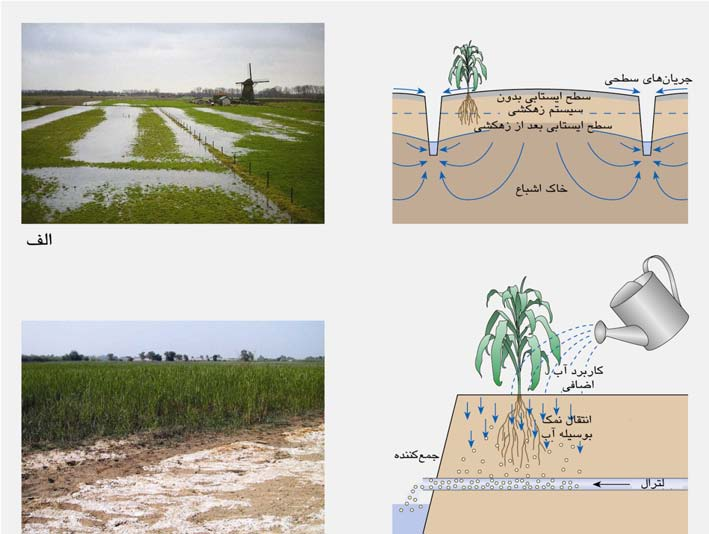 جریان‌های سطحی
سطح ایستابی بدون
سیستم زهکشی
سطح ایستابی بعد از زهکشی
خاک اشباع
الف
کاربرد آب
اضافی
انتقال نمک
بوسیله آب
جمع‌کننده
لترال